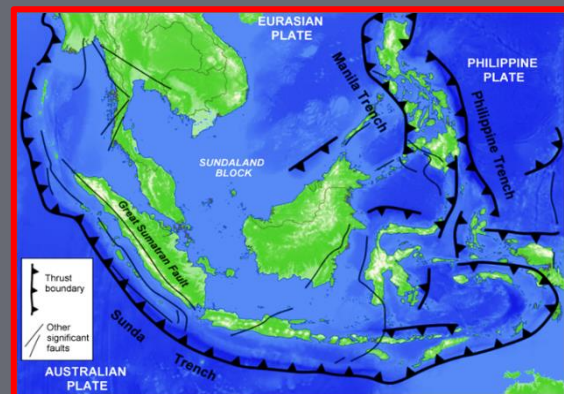 EURASIAN
PLATE
PHILIPPINE
PLATE
Manila Trench
Philippine Trench
SUNDALAND
BLOCK
Great Sumatran Fault
Thrust
boundary
Other
significant
faults
Sunda Trench
AUSTRALIAN
PLATE